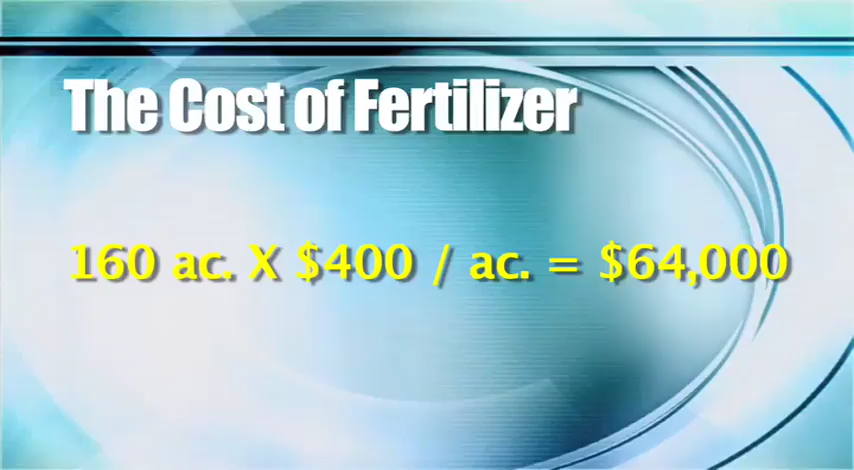 The Cost of Fertilizer
160 ac. X $400 / ac. = $64,000